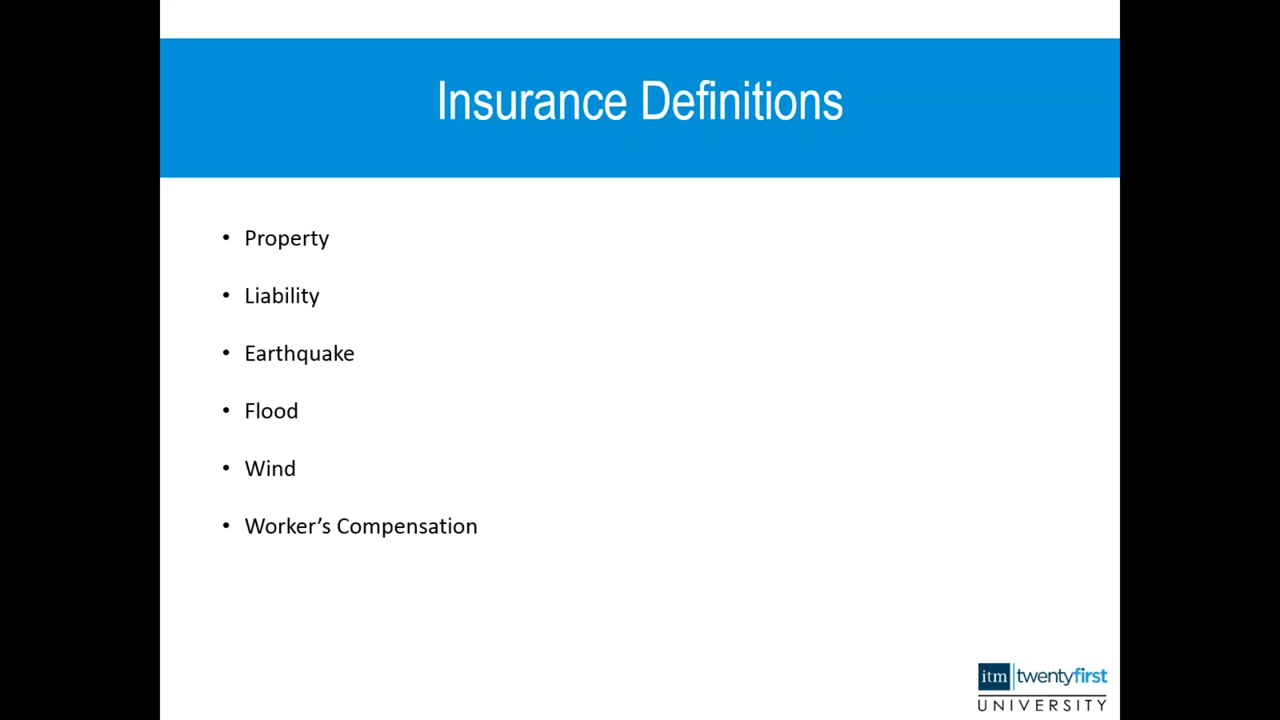 Insurance Definitions
• Property
• Liability
• Earthquake
• Flood
• Wind
• Worker’s Compensation
itm twentyfirst
UNIVERSITY